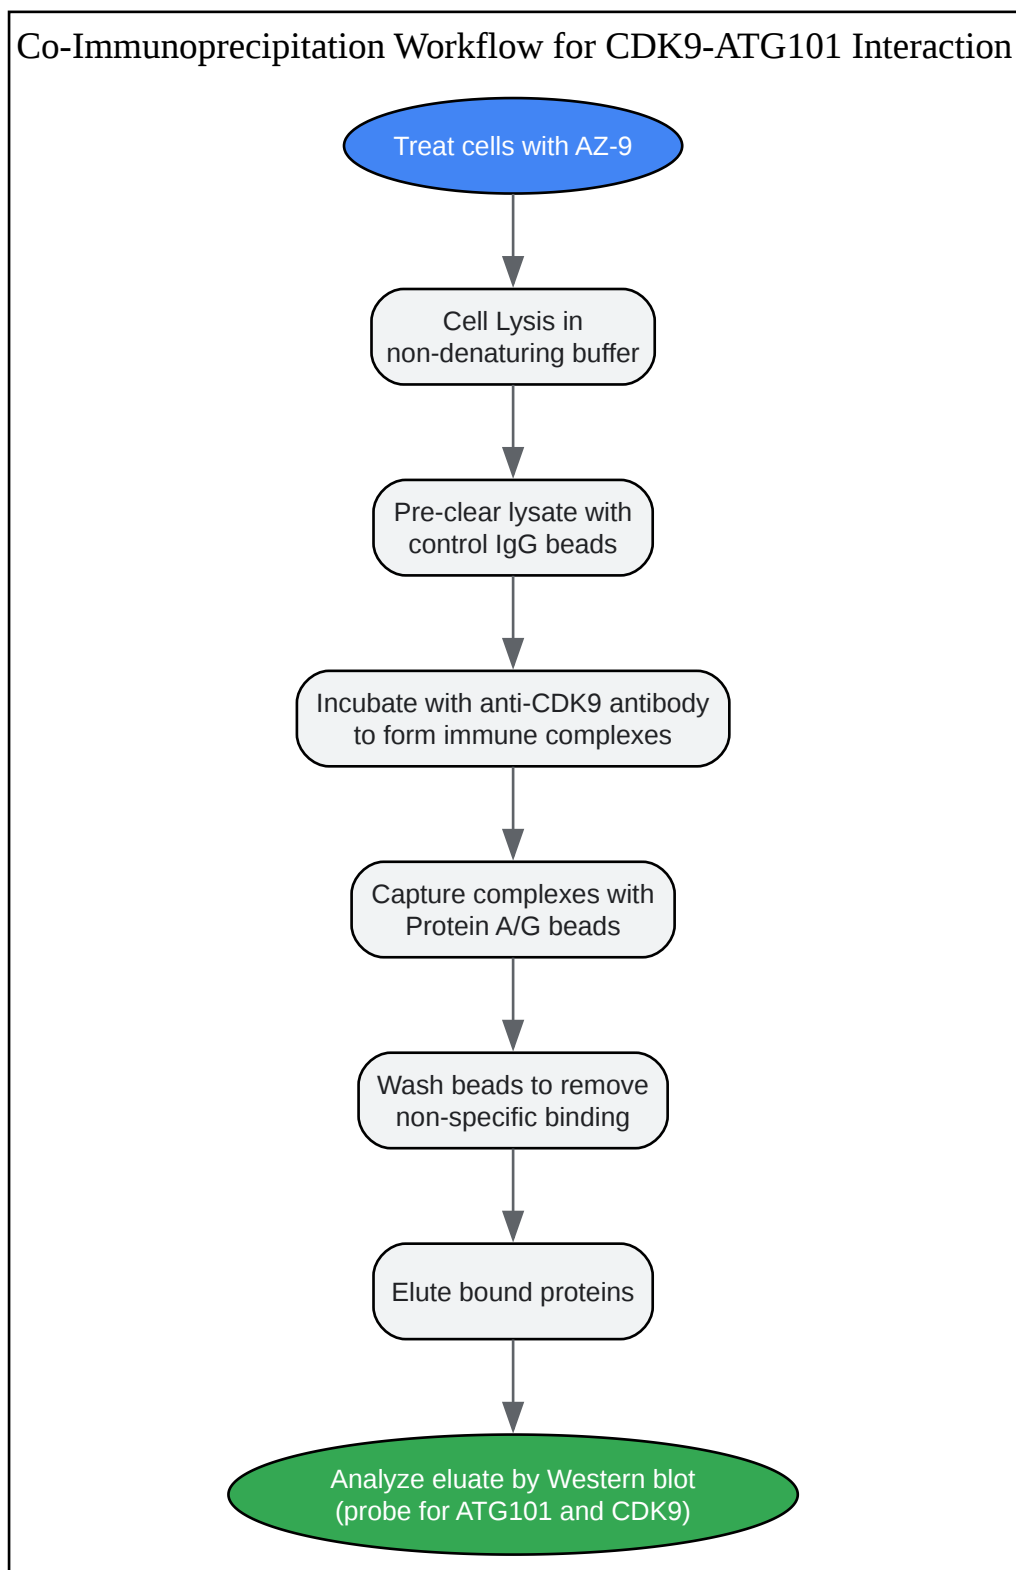 Co-Immunoprecipitation Workflow for CDK9-ATG101 Interaction
Treat cells with AZ-9
Cell Lysis in
non-denaturing buffer
Pre-clear lysate with
control IgG beads
Incubate with anti-CDK9 antibody
to form immune complexes
Capture complexes with
Protein A/G beads
Wash beads to remove
non-specific binding
Elute bound proteins
Analyze eluate by Western blot
(probe for ATG101 and CDK9)